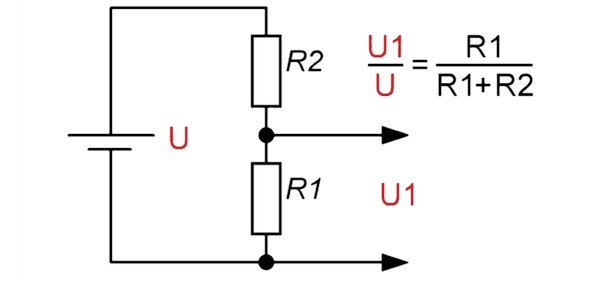 R2
U1/U = R1/(R1+R2)
U
R1
U1